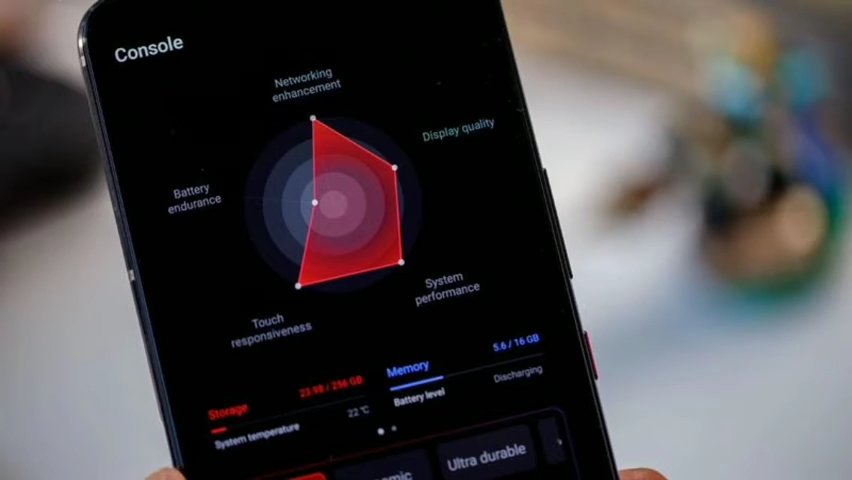 Console
Networking
enhancement
Display quality
Battery
endurance
System
performance
Touch
responsiveness
Storage 23.98 / 256 GB
Memory 5.6 / 16 GB
System temperature 22 °C
Battery level Discharging
Ultra durable